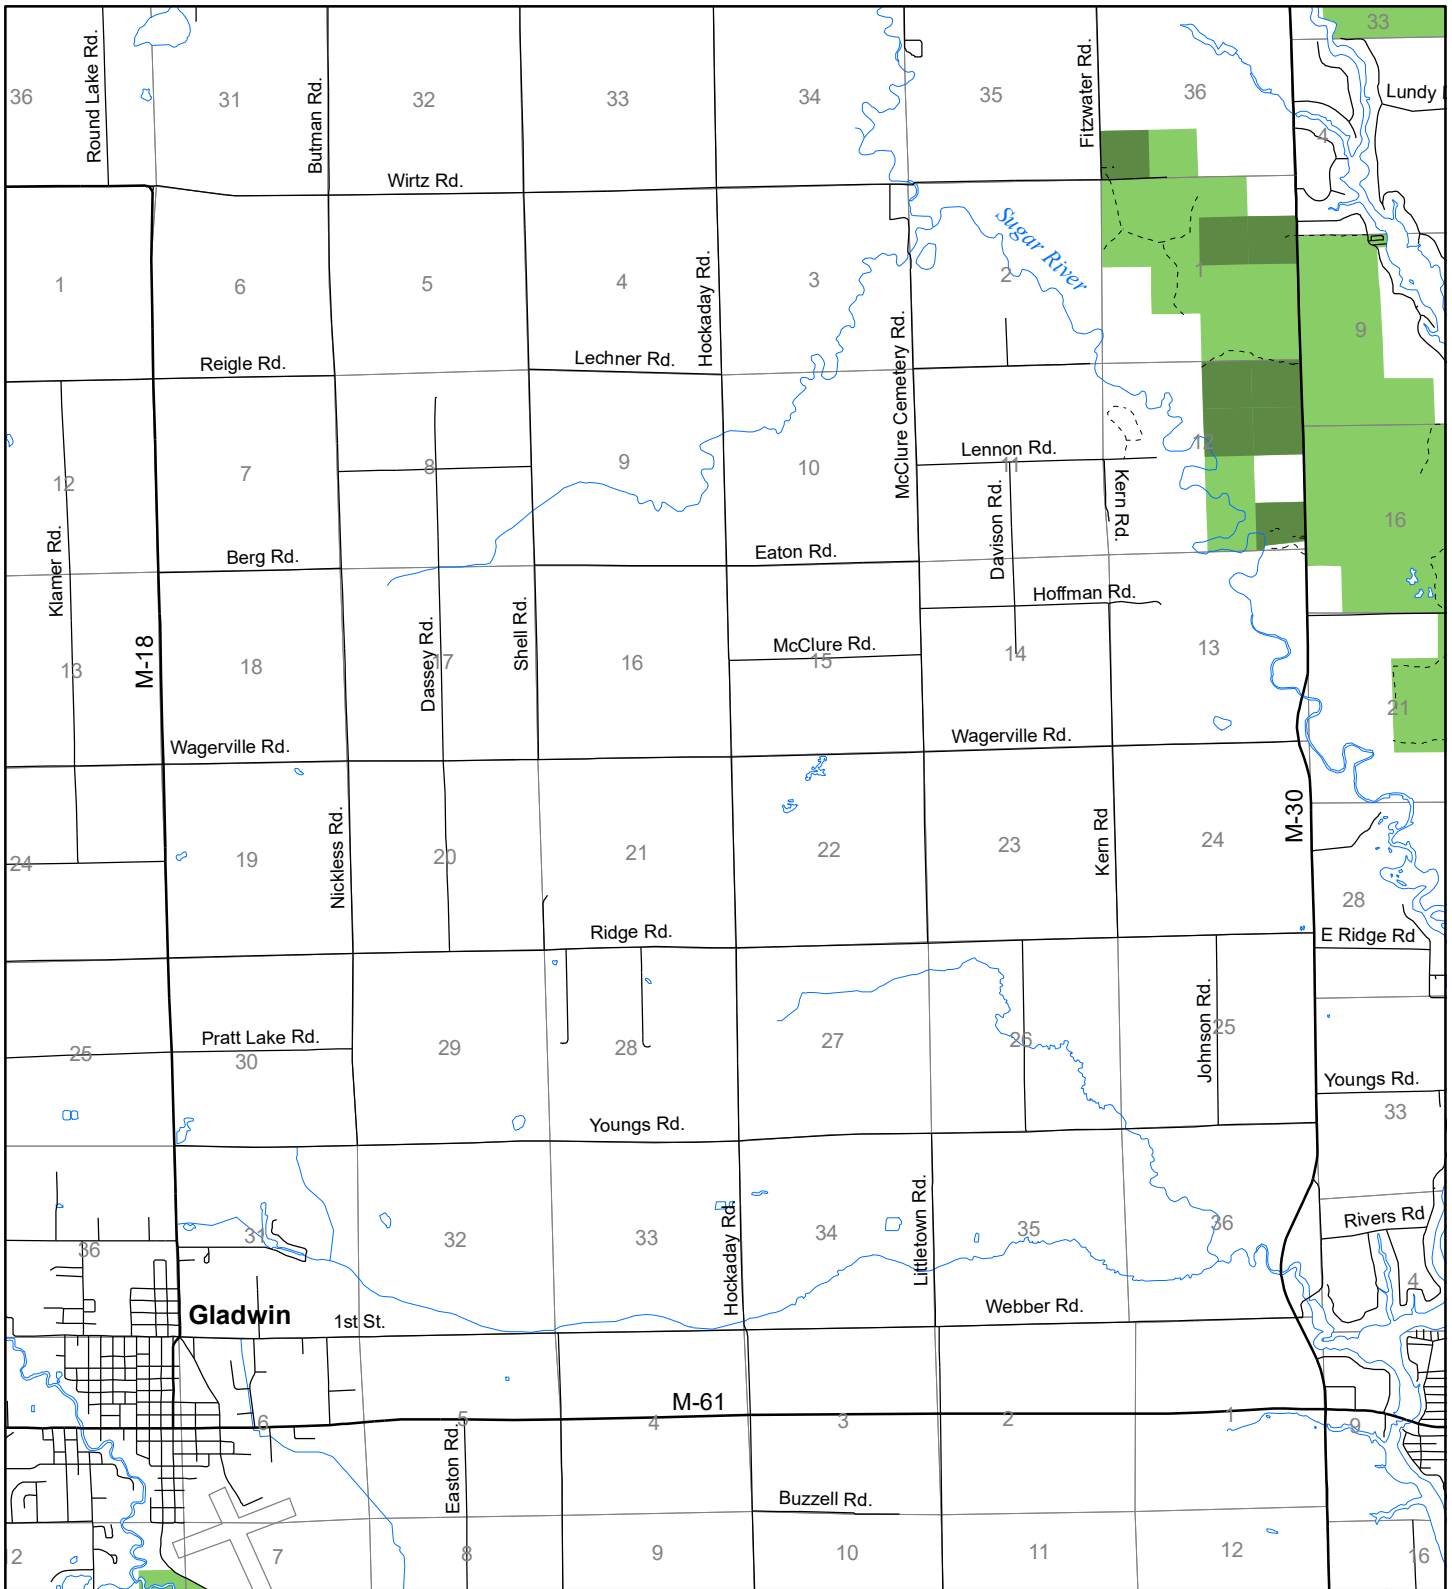 33
36
Round Lake Rd.
31
Butman Rd.
32
33
34
35
Fitzwater Rd.
36
Lundy
4
Wirtz Rd.
Sugar River
1
6
5
4
Hockaday Rd.
3
2
1
9
Reigle Rd.
Lechner Rd.
McClure Cemetery Rd.
12
7
8
9
10
Lennon Rd.
11
12
Klamer Rd.
Davison Rd.
Kern Rd.
16
Berg Rd.
Eaton Rd.
Hoffman Rd.
13
M-18
18
Dassey Rd.
17
Shell Rd.
16
McClure Rd.
15
14
13
21
Wagerville Rd.
Wagerville Rd.
24
19
Nickless Rd.
20
21
22
23
Kern Rd
24
M-30
28
Ridge Rd.
E Ridge Rd
25
Pratt Lake Rd.
30
29
28
27
26
Johnson Rd.
25
Youngs Rd.
33
Youngs Rd.
36
31
32
33
Hockaday Rd.
34
Littletown Rd.
35
36
Rivers Rd
4
Gladwin
1st St.
Webber Rd.
M-61
6
5
4
3
2
1
9
Easton Rd.
Buzzell Rd.
2
7
8
9
10
11
12
16